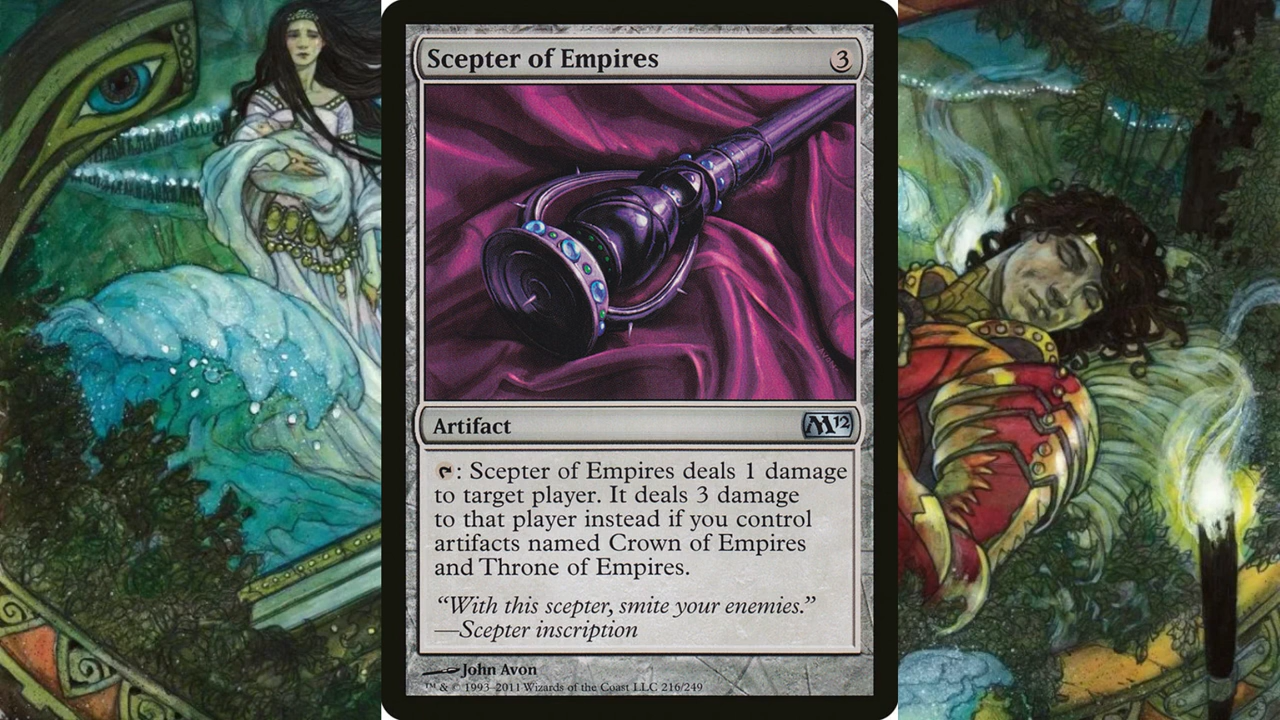 Scepter of Empires 3
Artifact M12
: Scepter of Empires deals 1 damage
to target player. It deals 3 damage
to that player instead if you control
artifacts named Crown of Empires
and Throne of Empires.
“With this scepter, smite your enemies.”
—Scepter inscription
John Avon
™ & © 1993–2011 Wizards of the Coast LLC 216/249